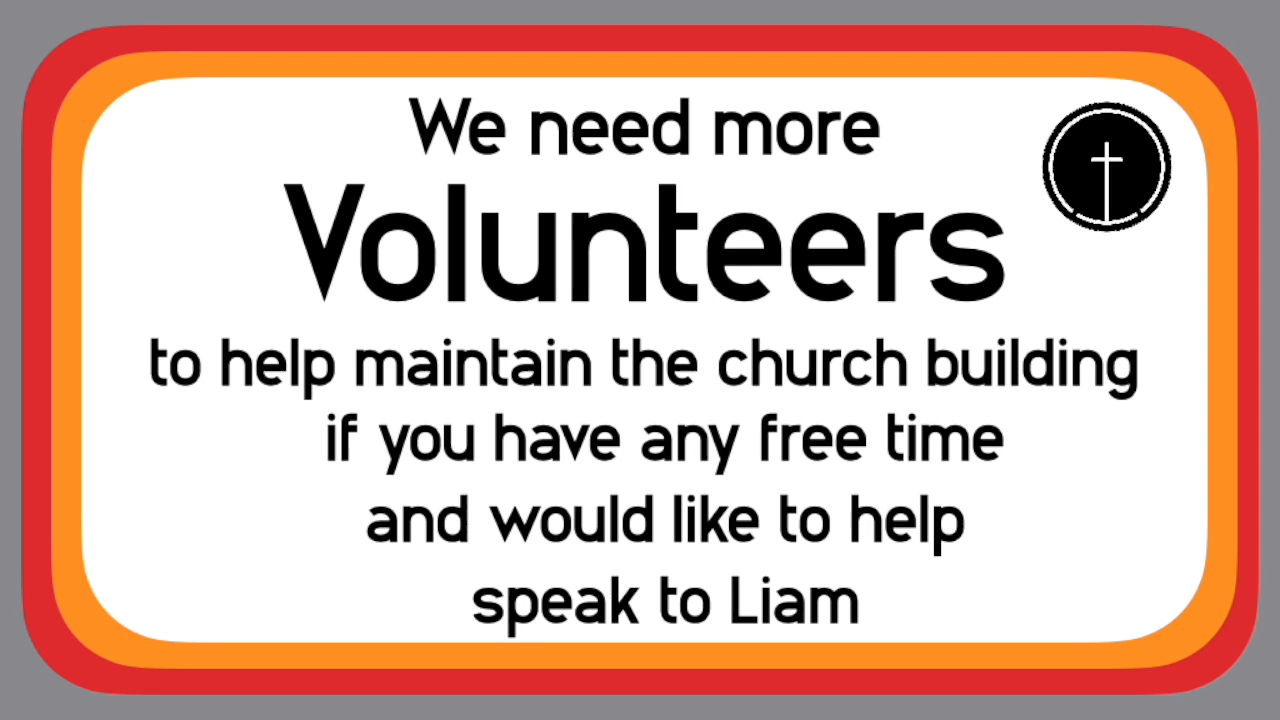 We need more
Volunteers
to help maintain the church building
if you have any free time
and would like to help
speak to Liam